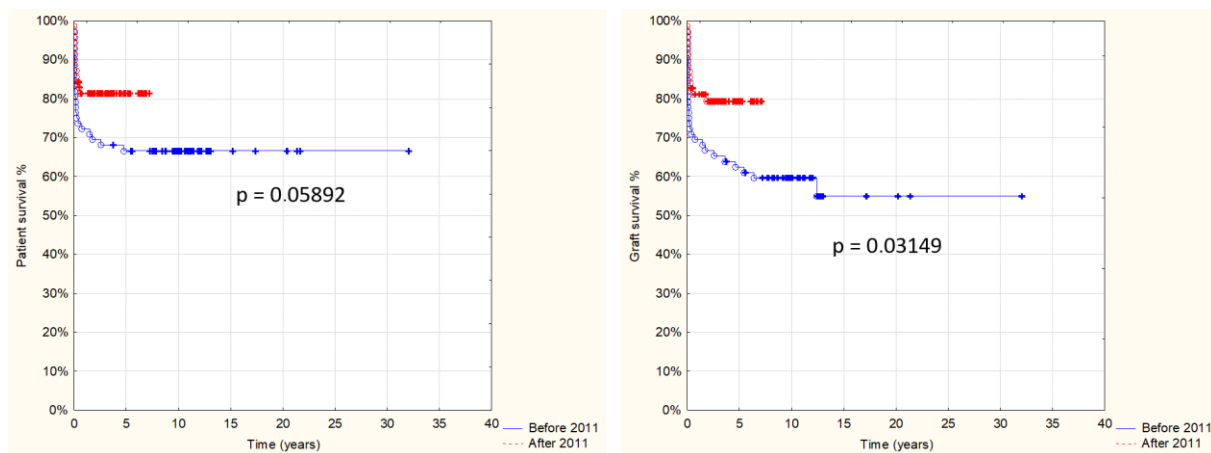 100%
90%
80%
70%
60%
50%
40%
30%
20%
10%
0%
Patient survival %
p = 0.05892
0 5 10 15 20 25 30 35 40
Time (years)
Before 2011
After 2011
100%
90%
80%
70%
60%
50%
40%
30%
20%
10%
0%
Graft survival %
p = 0.03149
0 5 10 15 20 25 30 35 40
Time (years)
Before 2011
After 2011